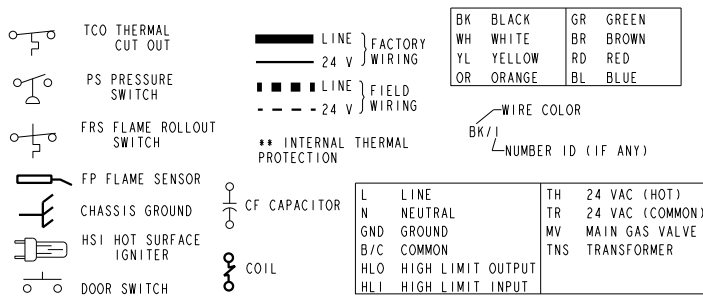 TCO THERMAL
CUT OUT
PS PRESSURE
SWITCH
FRS FLAME ROLLOUT
SWITCH
FP FLAME SENSOR
CHASSIS GROUND
HSI HOT SURFACE
IGNITER
DOOR SWITCH
LINE
24 V
FACTORY
WIRING
LINE
24 V
FIELD
WIRING
** INTERNAL THERMAL
PROTECTION
CF CAPACITOR
COIL
BK BLACK GR GREEN
WH WHITE BR BROWN
YL YELLOW RD RED
OR ORANGE BL BLUE
WIRE COLOR
BK/1
NUMBER ID (IF ANY)
L LINE TH 24 VAC (HOT)
N NEUTRAL TR 24 VAC (COMMON)
GND GROUND MV MAIN GAS VALVE
B/C COMMON TNS TRANSFORMER
HLO HIGH LIMIT OUTPUT
HLI HIGH LIMIT INPUT